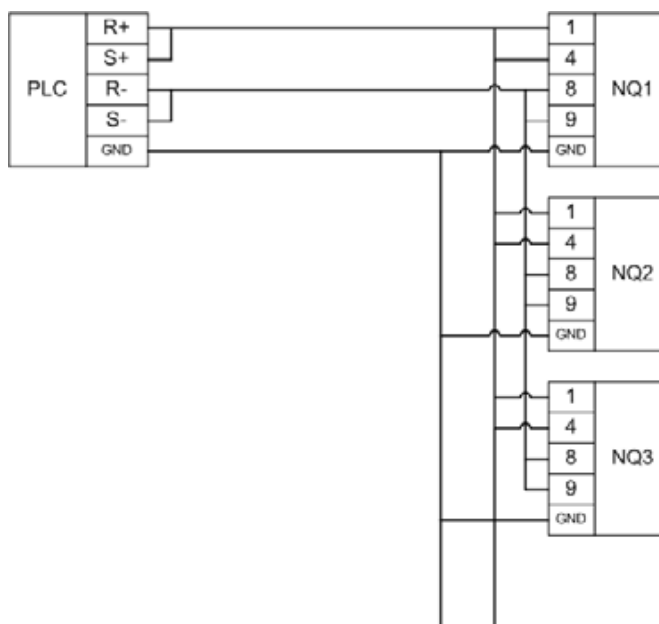 PLC
R+
S+
R-
S-
GND
1
4
8
9
GND
NQ1
1
4
8
9
GND
NQ2
1
4
8
9
GND
NQ3